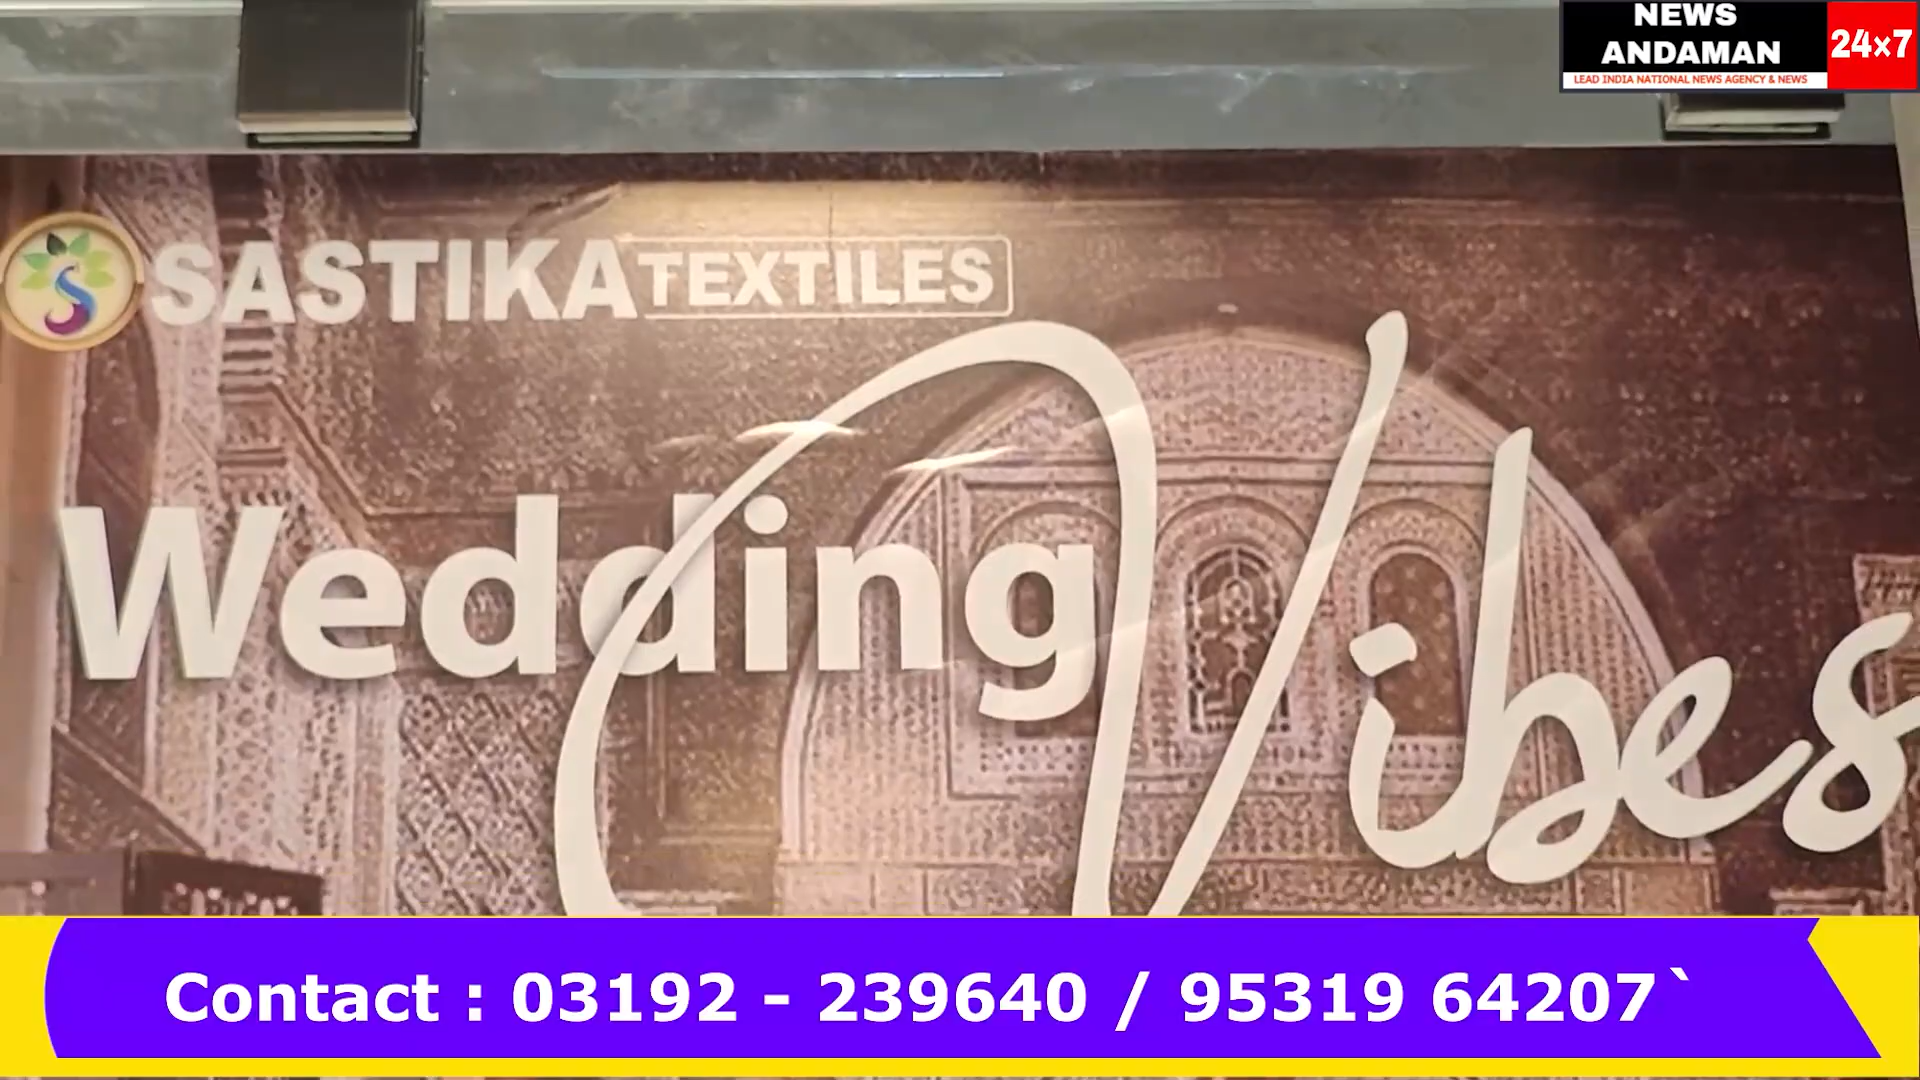 NEWS
ANDAMAN
24×7
LEAD INDIA NATIONAL NEWS AGENCY & NEWS
SASTIKA TEXTILES
Wedding
Vibes
Contact : 03192 - 239640 / 95319 64207`